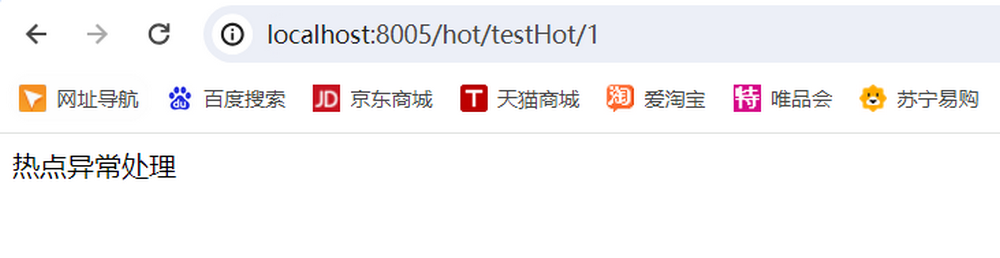 localhost:8005/hot/testHot/1
网址导航 du 百度搜索 JD 京东商城 T 天猫商城 淘 爱淘宝 特 唯品会 苏宁易购
热点异常处理